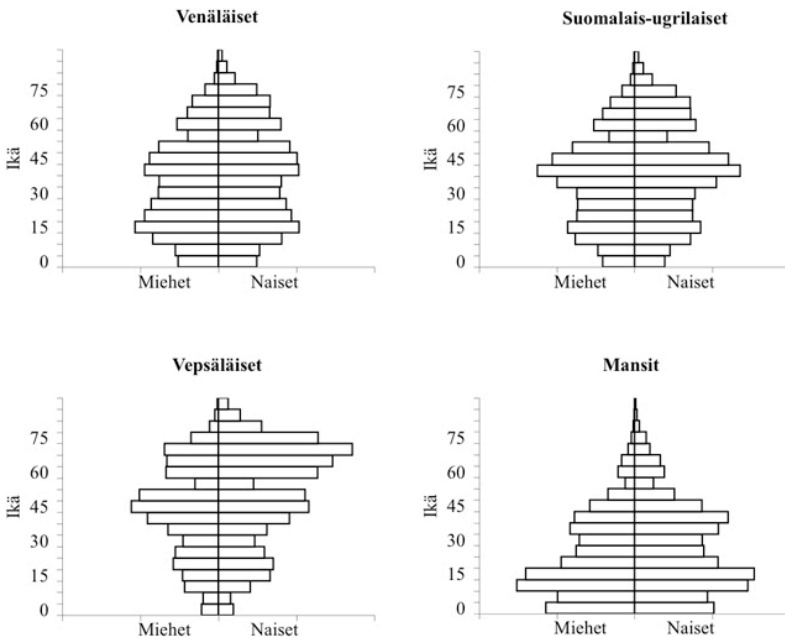 Venäläiset
Ikä
75
60
45
30
15
0
Miehet Naiset
Suomalais-ugrilaiset
Ikä
75
60
45
30
15
0
Miehet Naiset
Vepsäläiset
Ikä
75
60
45
30
15
0
Miehet Naiset
Mansit
Ikä
75
60
45
30
15
0
Miehet Naiset